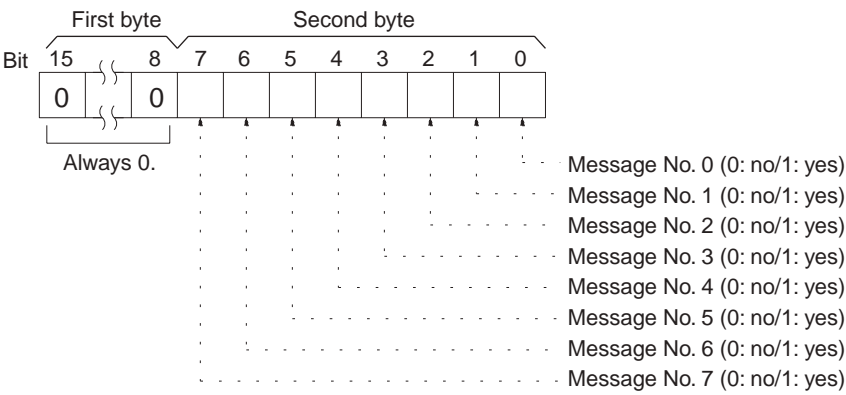 First byte Second byte
Bit 15 8 7 6 5 4 3 2 1 0
0 0
Always 0.
Message No. 0 (0: no/1: yes)
Message No. 1 (0: no/1: yes)
Message No. 2 (0: no/1: yes)
Message No. 3 (0: no/1: yes)
Message No. 4 (0: no/1: yes)
Message No. 5 (0: no/1: yes)
Message No. 6 (0: no/1: yes)
Message No. 7 (0: no/1: yes)